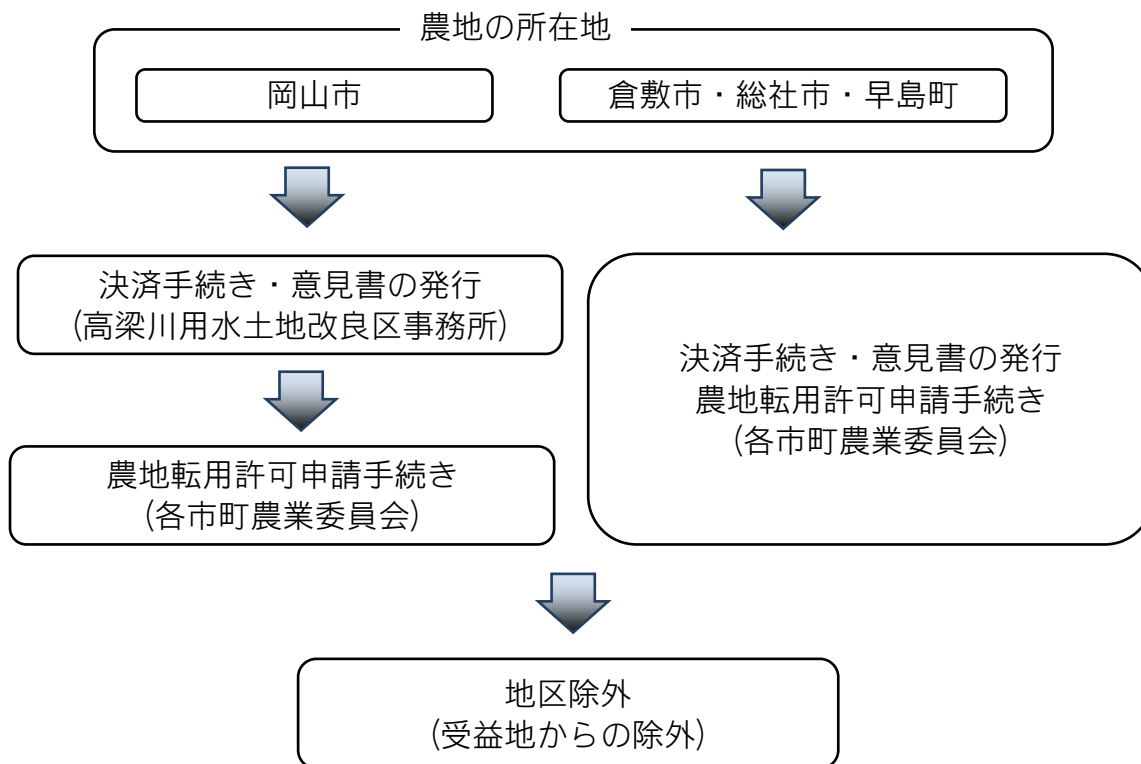 農地の所在地
岡山市
倉敷市・総社市・早島町
決済手続き・意見書の発行
(高梁川用水土地改良区事務所)
農地転用許可申請手続き
(各市町農業委員会)
決済手続き・意見書の発行
農地転用許可申請手続き
(各市町農業委員会)
地区除外
(受益地からの除外)